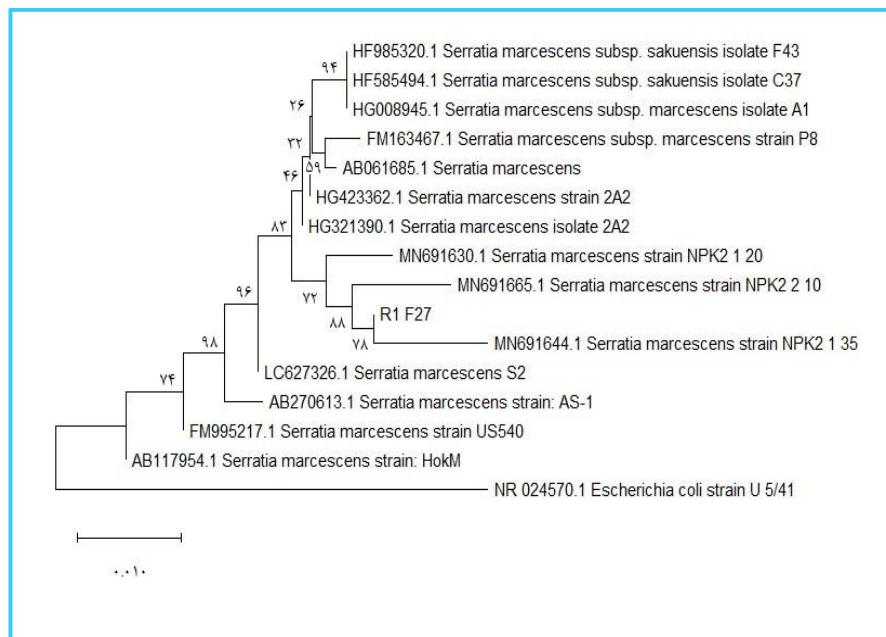 HF985320.1 Serratia marcescens subsp. sakuensis isolate F43
۹۴
HF585494.1 Serratia marcescens subsp. sakuensis isolate C37
۲۶
HG008945.1 Serratia marcescens subsp. marcescens isolate A1
۳۲
FM163467.1 Serratia marcescens subsp. marcescens strain P8
۵۹
AB061685.1 Serratia marcescens
۴۶
HG423362.1 Serratia marcescens strain 2A2
۸۳
HG321390.1 Serratia marcescens isolate 2A2
MN691630.1 Serratia marcescens strain NPK2 1 20
۹۶
۷۲
MN691665.1 Serratia marcescens strain NPK2 2 10
R1 F27
۸۸
۹۸
۷۸
MN691644.1 Serratia marcescens strain NPK2 1 35
LC627326.1 Serratia marcescens S2
۷۴
AB270613.1 Serratia marcescens strain: AS-1
FM995217.1 Serratia marcescens strain US540
AB117954.1 Serratia marcescens strain: HokM
NR 024570.1 Escherichia coli strain U 5/41
۰.۰۱۰